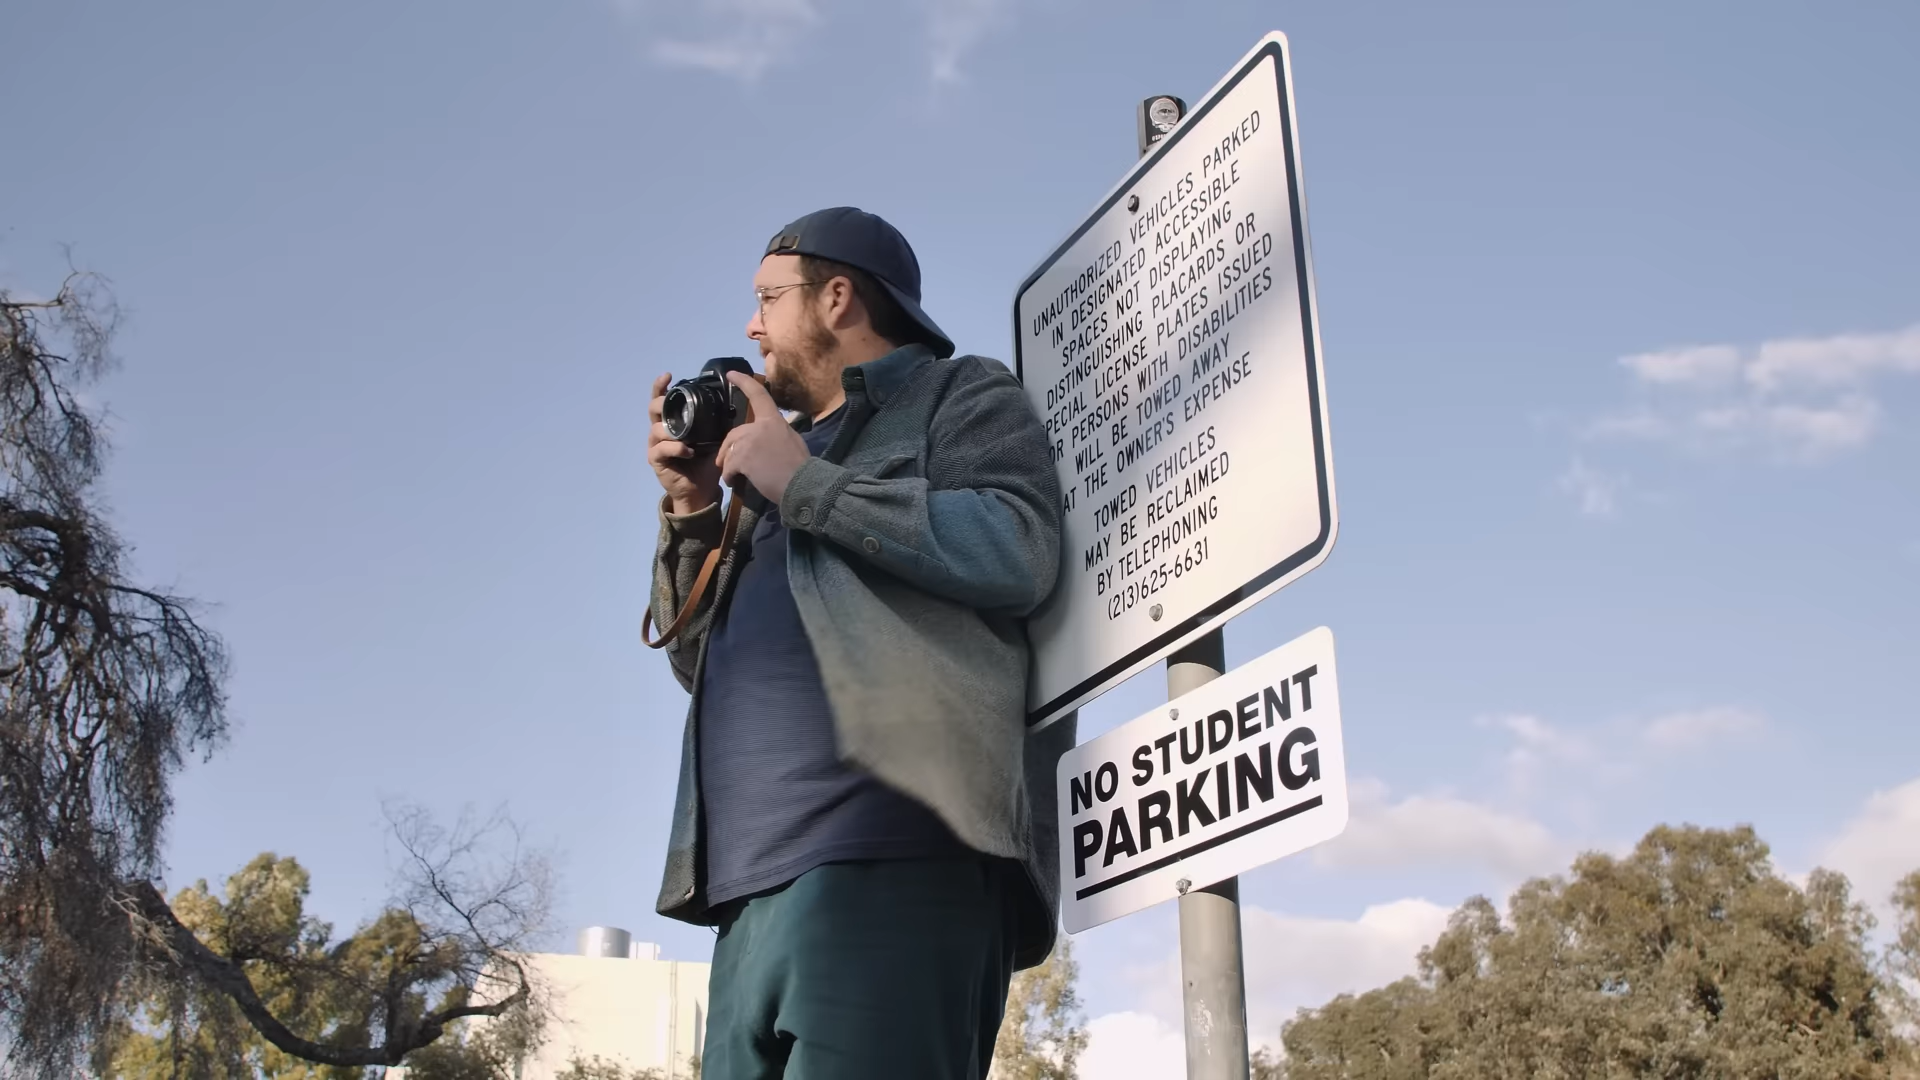 UNAUTHORIZED VEHICLES PARKED
IN DESIGNATED ACCESSIBLE
SPACES NOT DISPLAYING
DISTINGUISHING PLACARDS OR
SPECIAL LICENSE PLATES ISSUED
FOR PERSONS WITH DISABILITIES
WILL BE TOWED AWAY
AT THE OWNER'S EXPENSE
TOWED VEHICLES
MAY BE RECLAIMED
BY TELEPHONING
(213)625-6631
NO STUDENT
PARKING